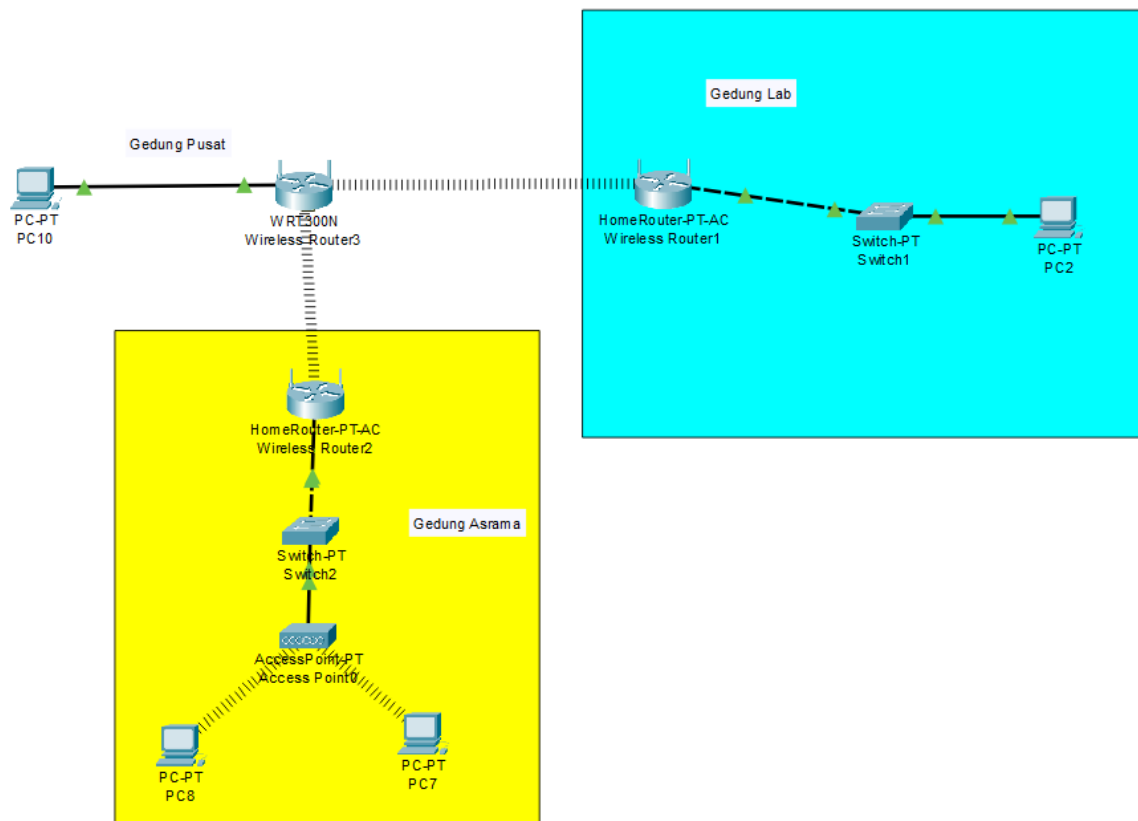 Gedung Lab
Gedung Pusat
PC-PT
PC10
WRT300N
Wireless Router3
HomeRouter-PT-AC
Wireless Router1
Switch-PT
Switch1
PC-PT
PC2
HomeRouter-PT-AC
Wireless Router2
Gedung Asrama
Switch-PT
Switch2
AccessPoint-PT
Access Point0
PC-PT
PC8
PC-PT
PC7